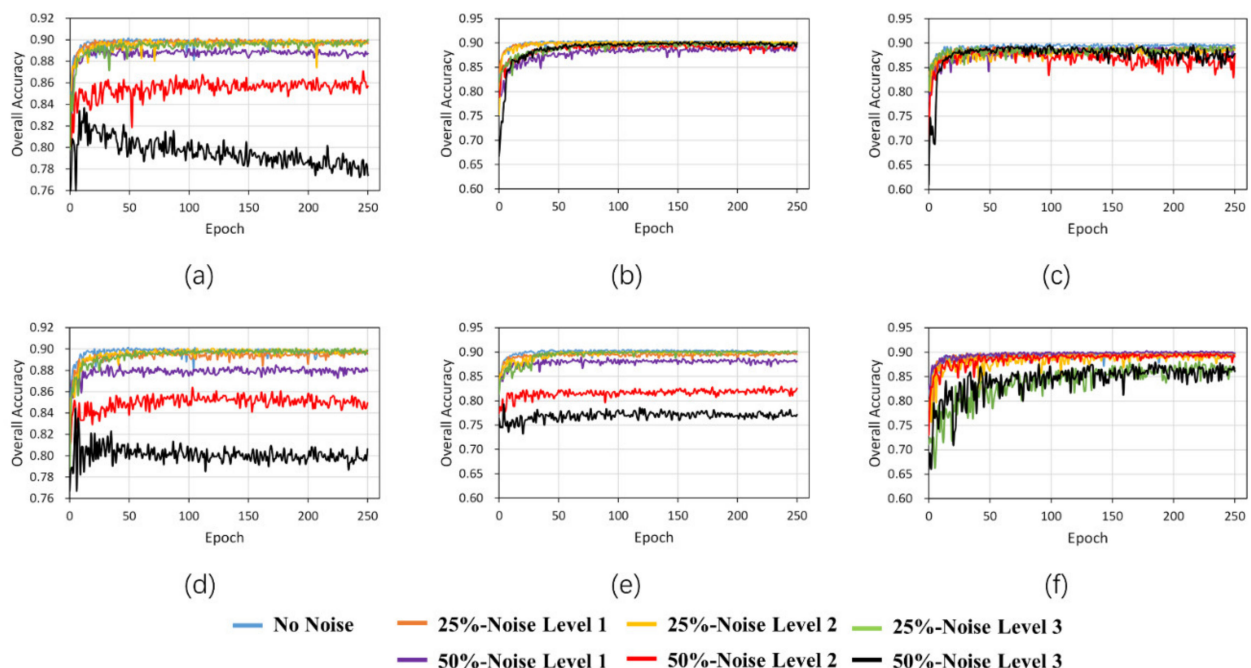 0.92
0.90
0.88
0.86
0.84
0.82
0.80
0.78
0.76
Overall Accuracy
0 50 100 150 200 250
Epoch
(a)
0.95
0.90
0.85
0.80
0.75
0.70
0.65
0.60
Overall Accuracy
0 50 100 150 200 250
Epoch
(b)
0.95
0.90
0.85
0.80
0.75
0.70
0.65
0.60
Overall Accuracy
0 50 100 150 200 250
Epoch
(c)
0.92
0.90
0.88
0.86
0.84
0.82
0.80
0.78
0.76
Overall Accuracy
0 50 100 150 200 250
Epoch
(d)
0.95
0.90
0.85
0.80
0.75
0.70
0.65
0.60
Overall Accuracy
0 50 100 150 200 250
Epoch
(e)
0.95
0.90
0.85
0.80
0.75
0.70
0.65
0.60
Overall Accuracy
0 50 100 150 200 250
Epoch
(f)
No Noise 25%-Noise Level 1 25%-Noise Level 2 25%-Noise Level 3
50%-Noise Level 1 50%-Noise Level 2 50%-Noise Level 3